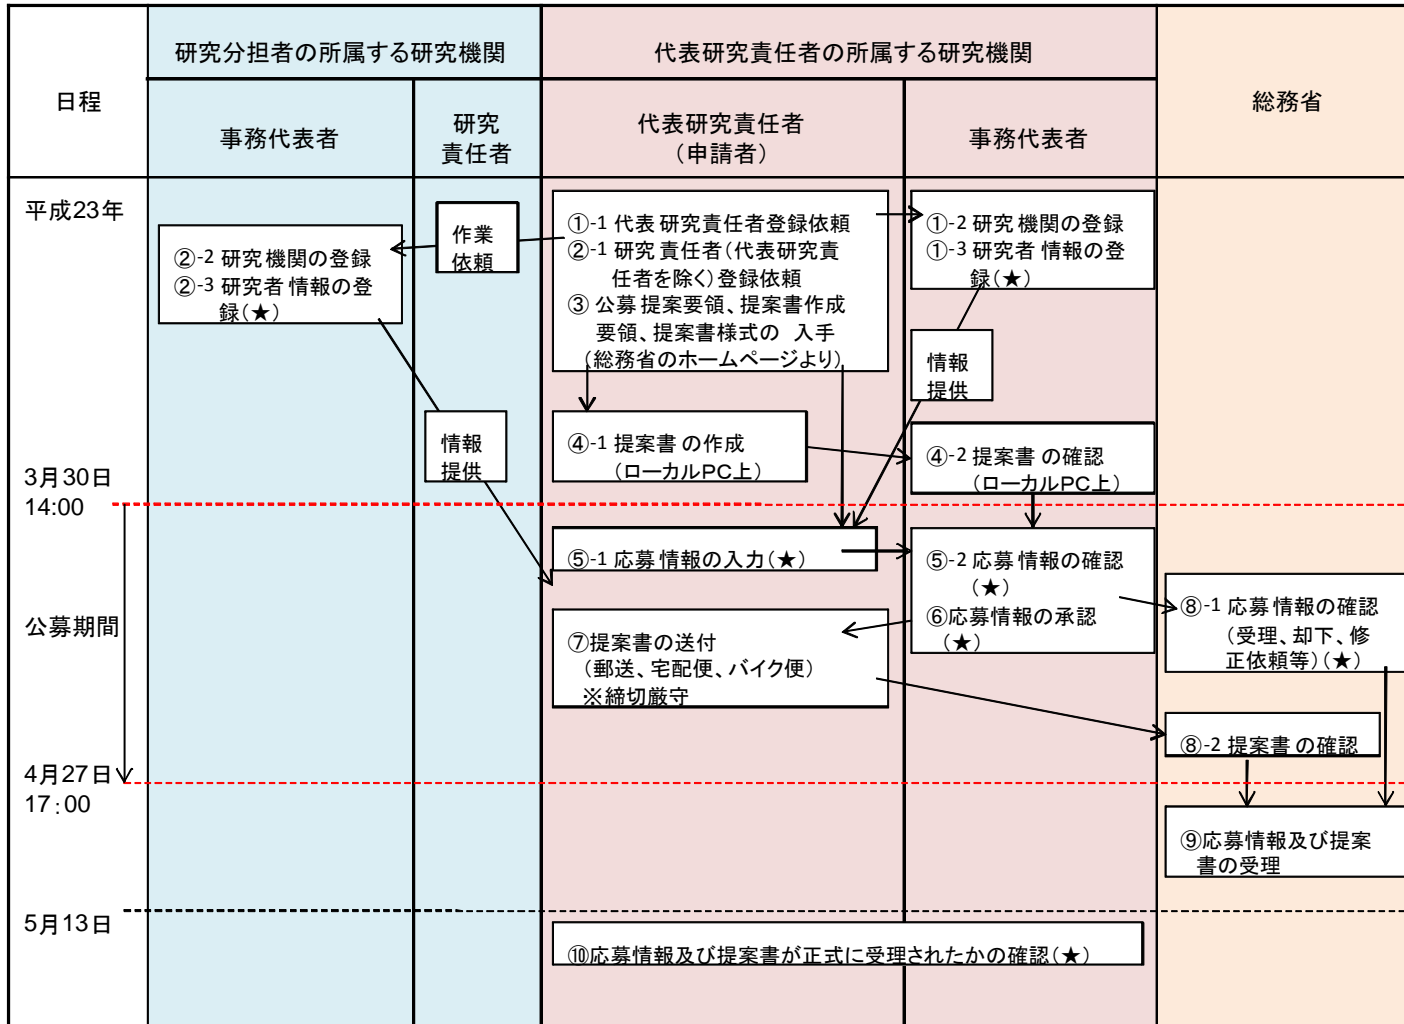 日程
研究分担者の所属する研究機関
代表研究責任者の所属する研究機関
総務省
事務代表者
研究
責任者
代表研究責任者
（申請者）
事務代表者
平成23年
作業
依頼
②-2 研究機関の登録
②-3 研究者情報の登
録（★）
①-1 代表研究責任者登録依頼
②-1 研究責任者（代表研究責
任者を除く）登録依頼
③ 公募提案要領、提案書作成
要領、提案書様式の 入手
（総務省のホームページより）
①-2 研究機関の登録
①-3 研究者情報の登
録（★）
情報
提供
情報
提供
④-1 提案書の作成
（ローカルPC上）
④-2 提案書の確認
（ローカルPC上）
3月30日
14:00
⑤-1 応募情報の入力（★）
⑤-2 応募情報の確認
（★）
⑥応募情報の承認
（★）
公募期間
⑦提案書の送付
（郵送、宅配便、バイク便）
※締切厳守
⑧-1 応募情報の確認
（受理、却下、修
正依頼等）（★）
⑧-2 提案書の確認
4月27日
17:00
⑨応募情報及び提案
書の受理
5月13日
⑩応募情報及び提案書が正式に受理されたかの確認（★）